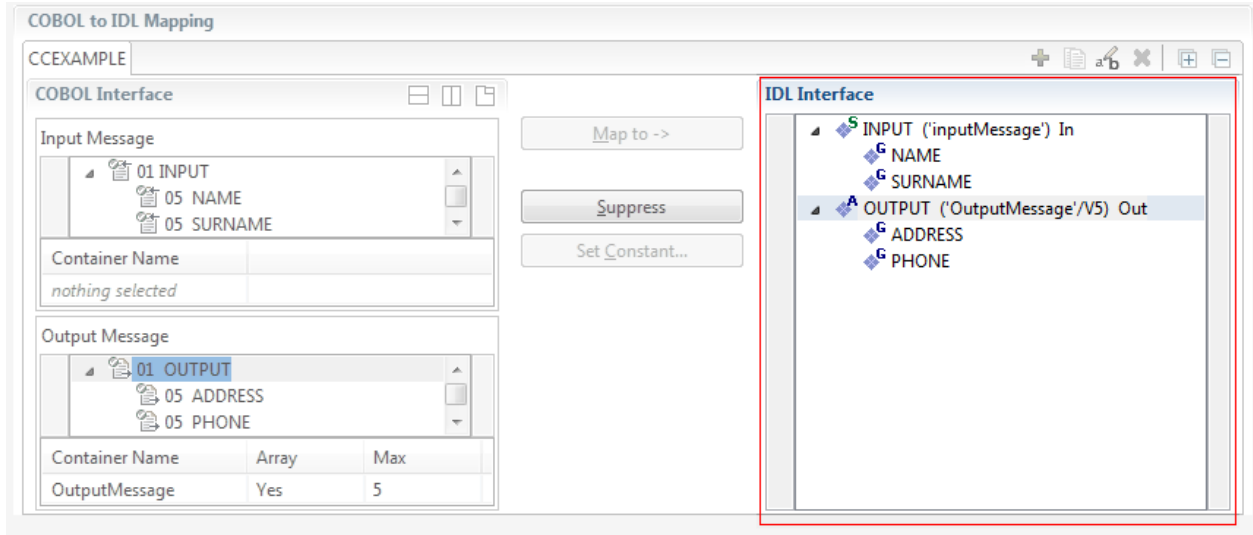 COBOL to IDL Mapping
CCEXAMPLE
COBOL Interface
Input Message
01 INPUT
05 NAME
05 SURNAME
Container Name
nothing selected
Output Message
01 OUTPUT
05 ADDRESS
05 PHONE
Container Name Array Max
OutputMessage Yes 5
Map to ->
Suppress
Set Constant...
IDL Interface
S INPUT ('inputMessage') In
G NAME
G SURNAME
A OUTPUT ('OutputMessage'/V5) Out
G ADDRESS
G PHONE